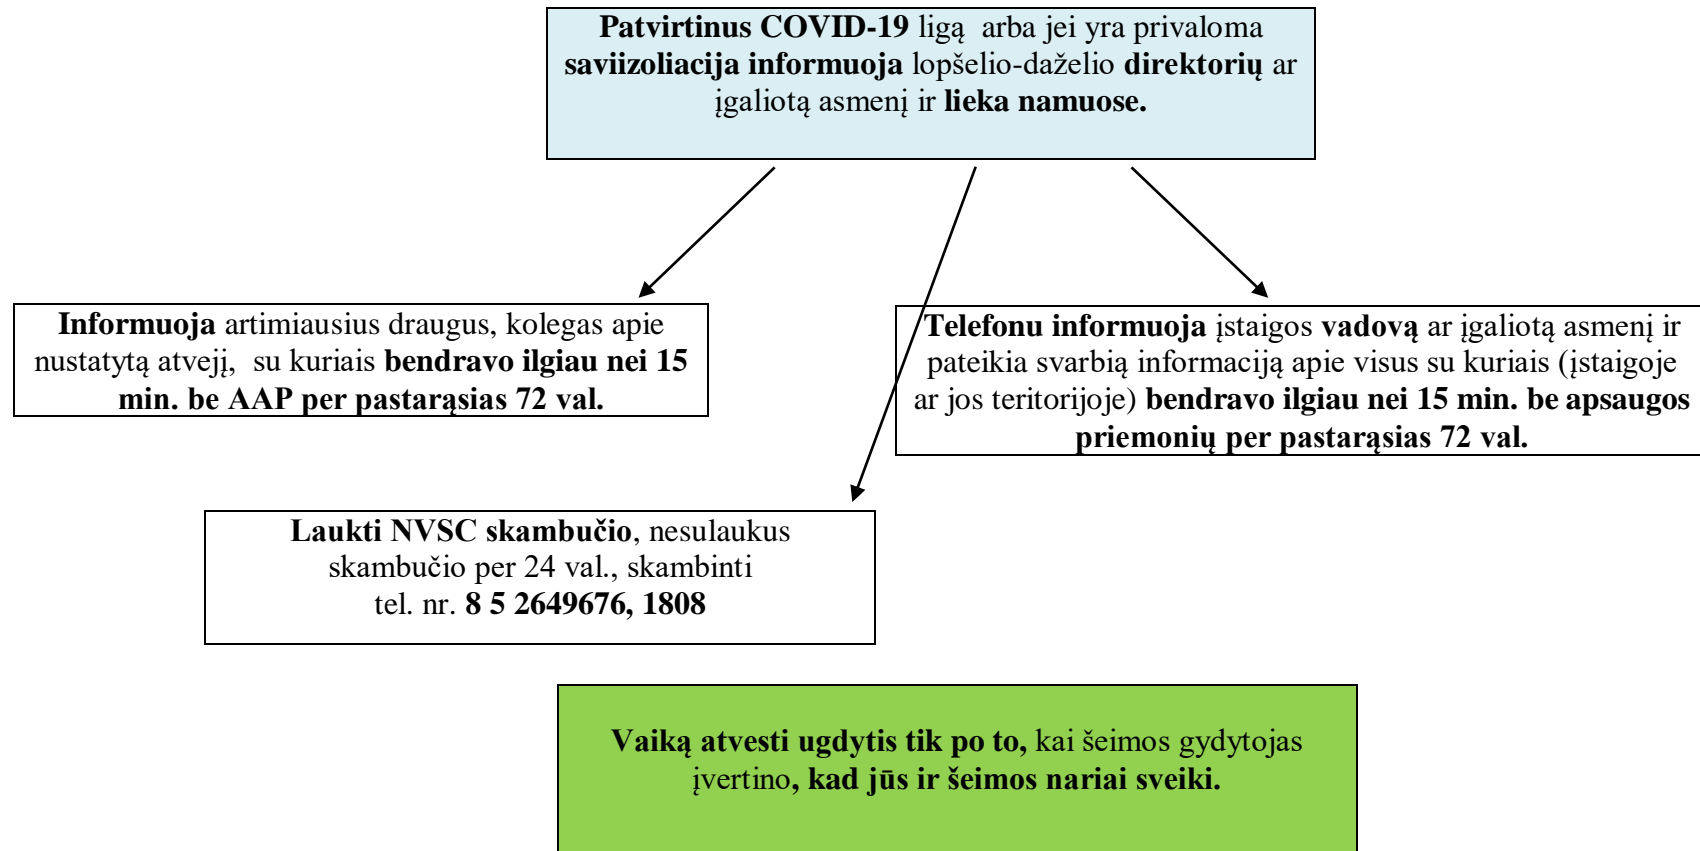 Patvirtinus COVID-19 ligą arba jei yra privaloma
saviizoliacija informuoja lopšelio-daželio direktorių ar
įgaliotą asmenį ir lieka namuose.
Informuoja artimiausius draugus, kolegas apie
nustatytą atvejį, su kuriais bendravo ilgiau nei 15
min. be AAP per pastarąsias 72 val.
Telefonu informuoja įstaigos vadovą ar įgaliotą asmenį ir
pateikia svarbią informaciją apie visus su kuriais (įstaigoje
ar jos teritorijoje) bendravo ilgiau nei 15 min. be apsaugos
priemonių per pastarąsias 72 val.
Laukti NVSC skambučio, nesulaukus
skambučio per 24 val., skambinti
tel. nr. 8 5 2649676, 1808
Vaiką atvesti ugdytis tik po to, kai šeimos gydytojas
įvertino, kad jūs ir šeimos nariai sveiki.